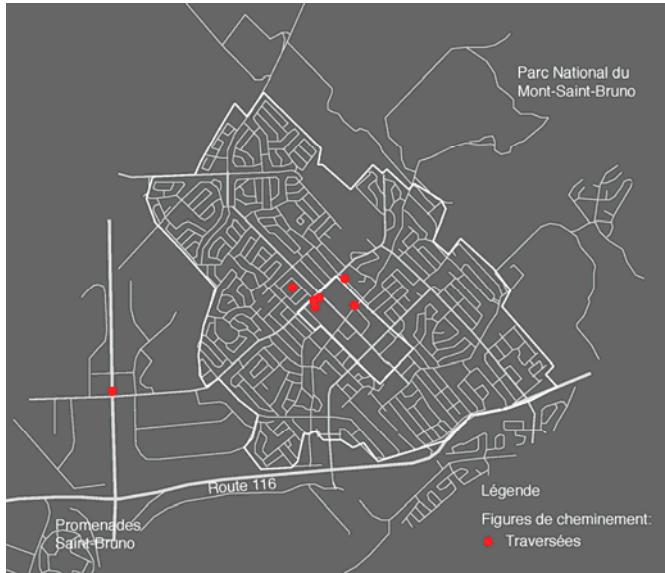 Parc National du
Mont-Saint-Bruno
Route 116
Promenades
Saint-Bruno
Légende
Figures de cheminement:
Traversées